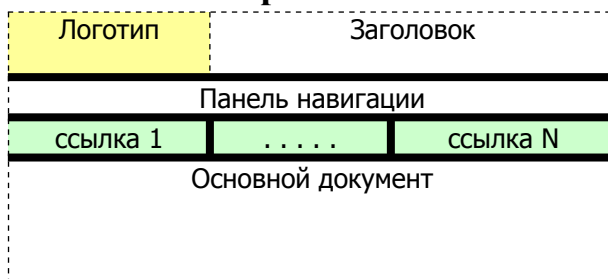 Логотип Заголовок
Панель навигации
ссылка 1 . . . . . ссылка N
Основной документ